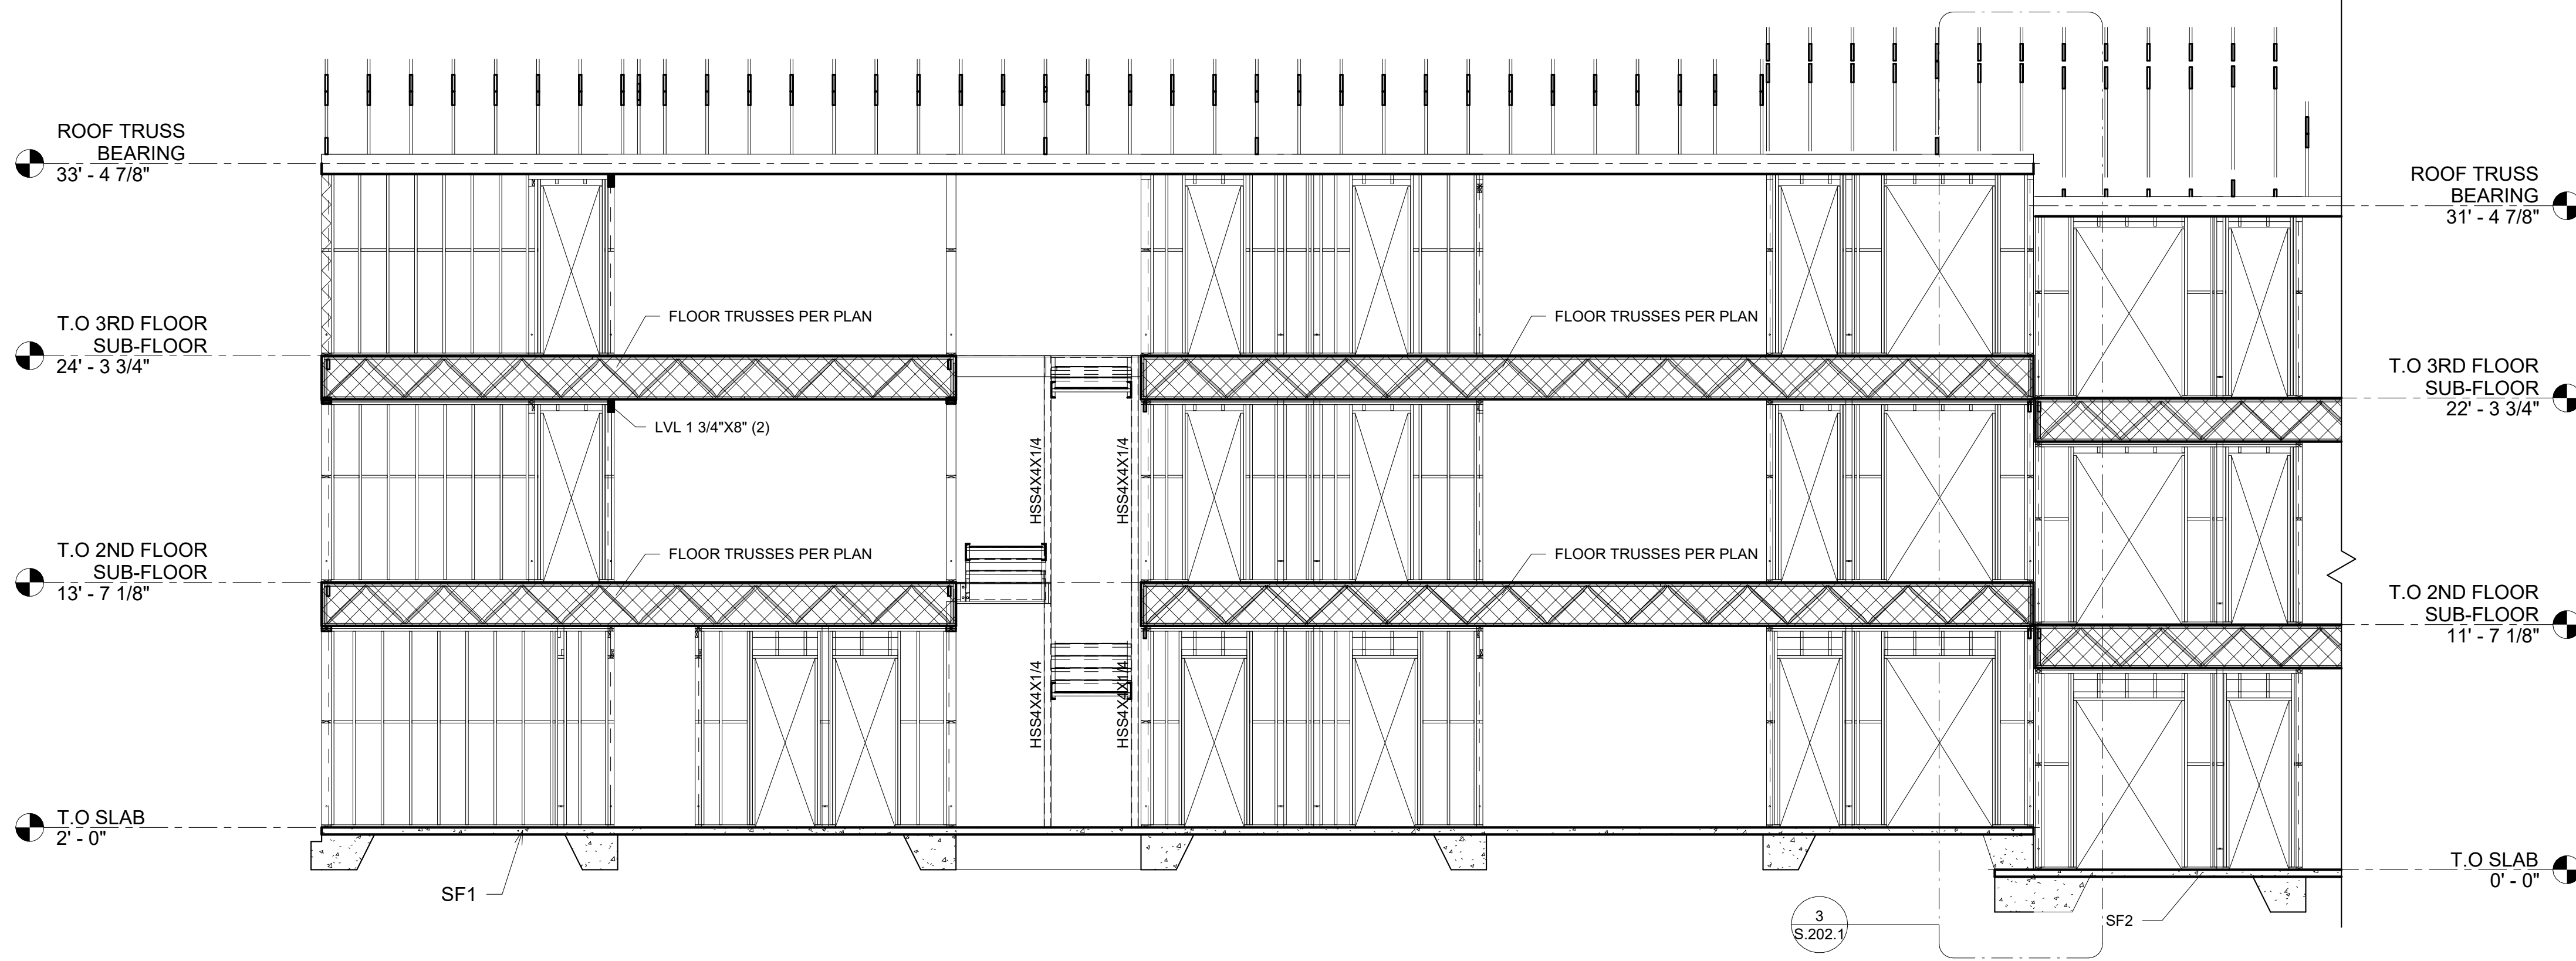 ROOF TRUSS
BEARING
33' - 4 7/8"
ROOF TRUSS
BEARING
31' - 4 7/8"
T.O 3RD FLOOR
SUB-FLOOR
24' - 3 3/4"
FLOOR TRUSSES PER PLAN
FLOOR TRUSSES PER PLAN
T.O 3RD FLOOR
SUB-FLOOR
22' - 3 3/4"
LVL 1 3/4"X8" (2)
HSS4X4X1/4
HSS4X4X1/4
T.O 2ND FLOOR
SUB-FLOOR
13' - 7 1/8"
FLOOR TRUSSES PER PLAN
FLOOR TRUSSES PER PLAN
T.O 2ND FLOOR
SUB-FLOOR
11' - 7 1/8"
HSS4X4X1/4
HSS4X4X1/4
T.O SLAB
2' - 0"
T.O SLAB
0' - 0"
SF1
3
S.202.1
SF2